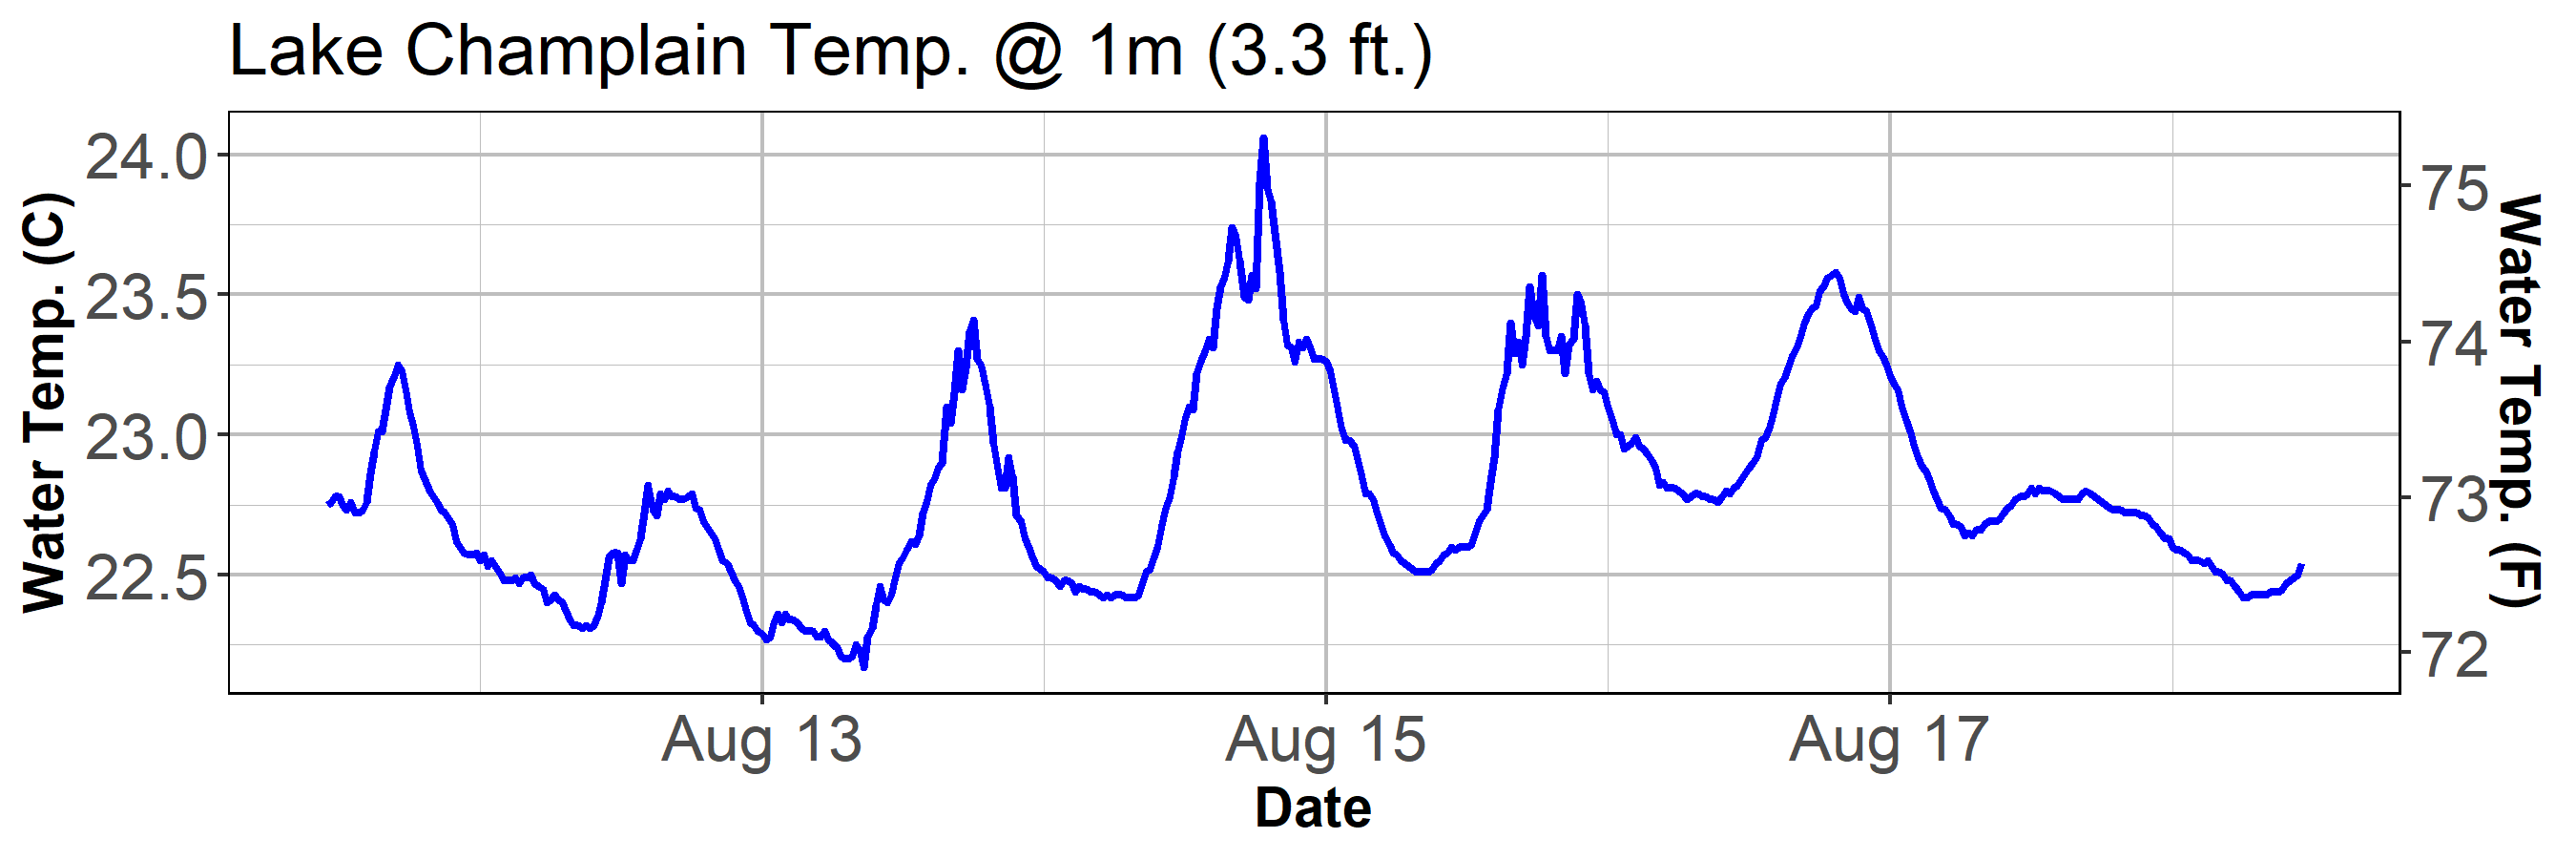 Lake Champlain Temp. @ 1m (3.3 ft.)
Water Temp. (C)
24.0
23.5
23.0
22.5
75
74
73
72
Water Temp. (F)
Aug 13
Aug 15
Aug 17
Date